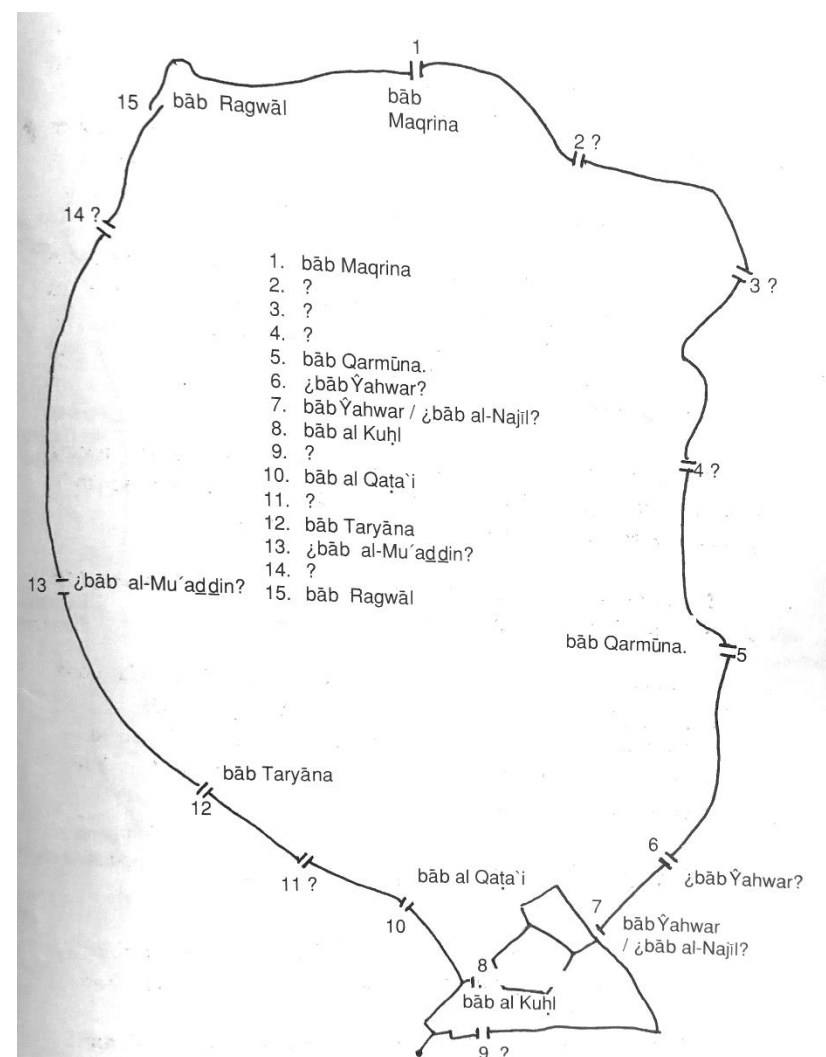 1
bāb
Maqrina
15 bāb Ragwāl
2 ?
14 ?
3 ?
1. bāb Maqrina
2. ?
3. ?
4. ?
5. bāb Qarmūna.
6. ¿bāb Ŷahwar?
7. bāb Ŷahwar / ¿bāb al-Najīl?
8. bāb al Kuḥl
9. ?
10. bāb al Qaṭa`i
11. ?
12. bāb Taryāna
13. ¿bāb al-Mu´aḏḏin?
14. ?
15. bāb Ragwāl
4 ?
13 ¿bāb al-Mu´aḏḏin?
bāb Qarmūna.
5
bāb Taryāna
12
6
¿bāb Ŷahwar?
11 ?
bāb al Qaṭa`i
10
7
bāb Ŷahwar
/ ¿bāb al-Najīl?
8
bāb al Kuḥl
9 ?